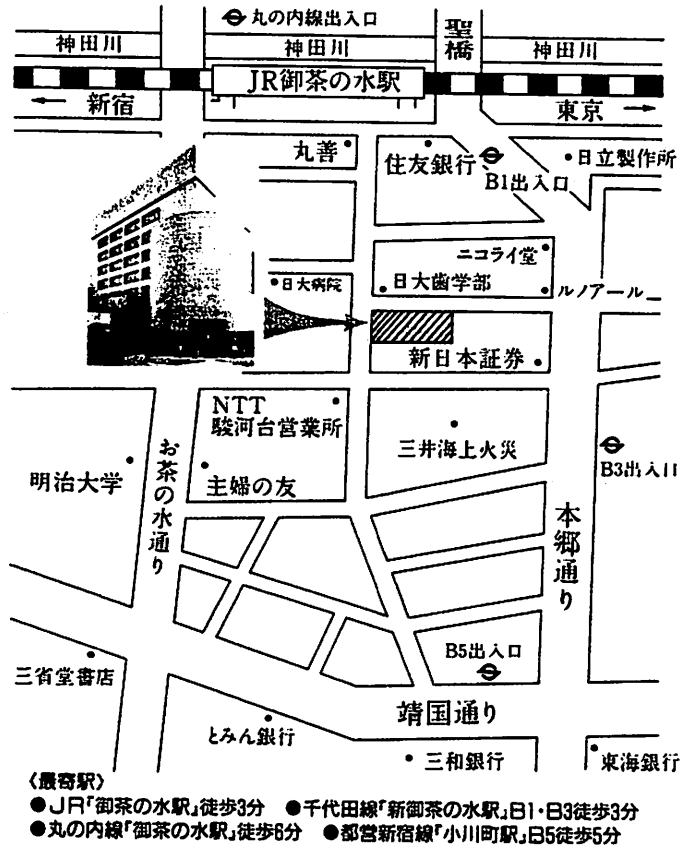 丸の内線出入口
神田川
神田川
聖橋
神田川
JR御茶の水駅
← 新宿
東京 →
丸善
住友銀行
B1出入口
日立製作所
ニコライ堂
日大病院
日大歯学部
ルノアール
新日本証券
NTT
駿河台営業所
三井海上火災
B3出入口
明治大学
お茶の水通り
主婦の友
本郷通り
B5出入口
三省堂書店
靖国通り
とみん銀行
三和銀行
東海銀行
〈最寄駅〉
●JR「御茶の水駅」徒歩3分 ●千代田線「新御茶の水駅」B1・B3徒歩3分
●丸の内線「御茶の水駅」徒歩6分 ●都営新宿線「小川町駅」B5徒歩5分